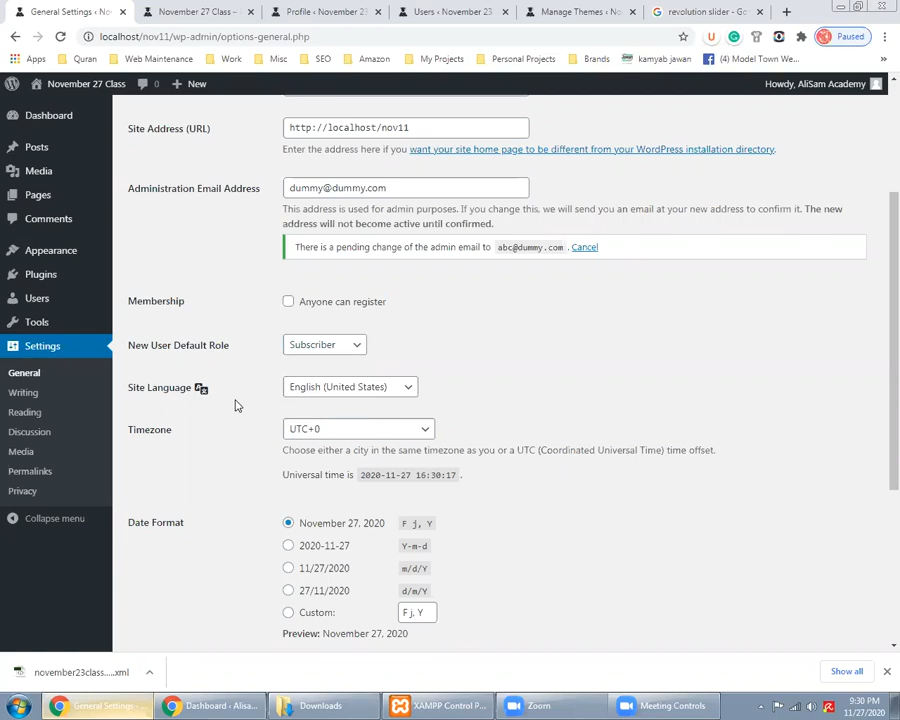 General Settings ‹ No
November 27 Class –
Profile ‹ November 23
Users ‹ November 23
Manage Themes ‹ No
revolution slider - Go
localhost/nov11/wp-admin/options-general.php
Paused
Apps Quran Web Maintenance Work Misc SEO Amazon My Projects Personal Projects Brands kamyab jawan (4) Model Town We...
November 27 Class 0 New Howdy, AliSam Academy
Dashboard
Posts
Media
Pages
Comments
Appearance
Plugins
Users
Tools
Settings
General
Writing
Reading
Discussion
Media
Permalinks
Privacy
Collapse menu
Site Address (URL) http://localhost/nov11
Enter the address here if you want your site home page to be different from your WordPress installation directory.
Administration Email Address dummy@dummy.com
This address is used for admin purposes. If you change this, we will send you an email at your new address to confirm it. The new
address will not become active until confirmed.
There is a pending change of the admin email to abc@dummy.com . Cancel
Membership Anyone can register
New User Default Role Subscriber
Site Language English (United States)
Timezone UTC+0
Choose either a city in the same timezone as you or a UTC (Coordinated Universal Time) time offset.
Universal time is 2020-11-27 16:30:17 .
Date Format November 27, 2020 F j, Y
2020-11-27 Y-m-d
11/27/2020 m/d/Y
27/11/2020 d/m/Y
Custom: F j, Y
Preview: November 27, 2020
november23class.....xml Show all
General Settings -... Dashboard ‹ Alisa... Downloads XAMPP Control P... Zoom Meeting Controls 9:30 PM
11/27/2020